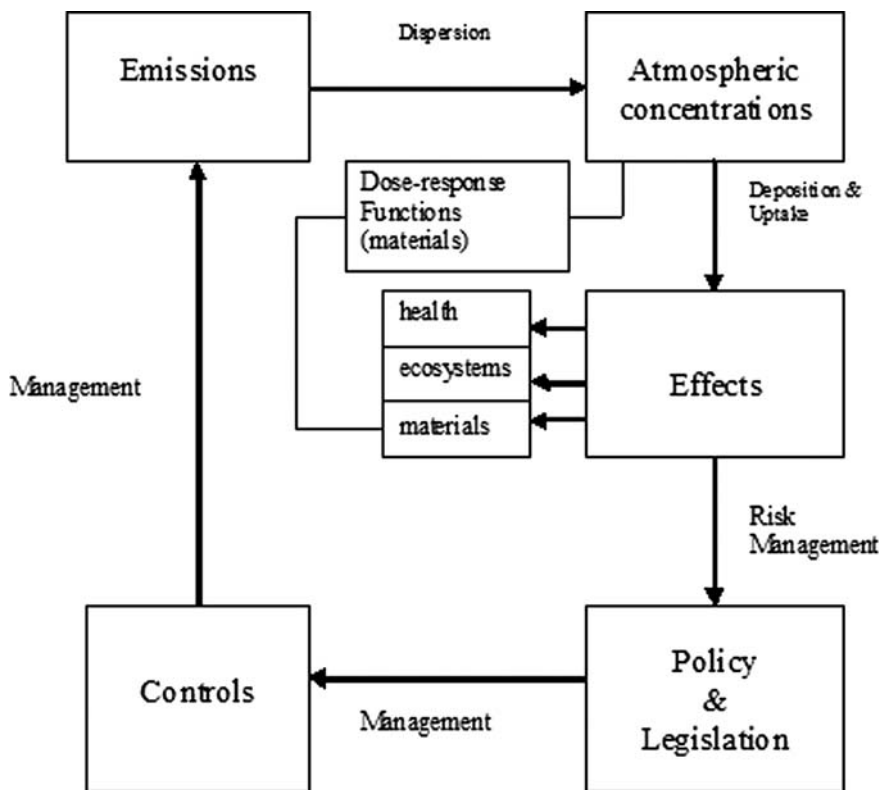 Emissions
Dispersion
Atmospheric
concentrations
Dose-response
Functions
(materials)
Deposition &
Uptake
health
ecosystems
materials
Effects
Management
Risk
Management
Controls
Management
Policy
&
Legislation